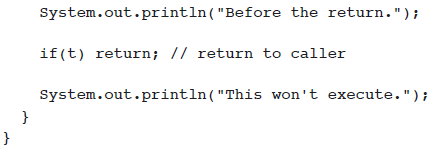 System.out.println("Before the return.");
if(t) return; // return to caller
System.out.println("This won't execute.");
}
}